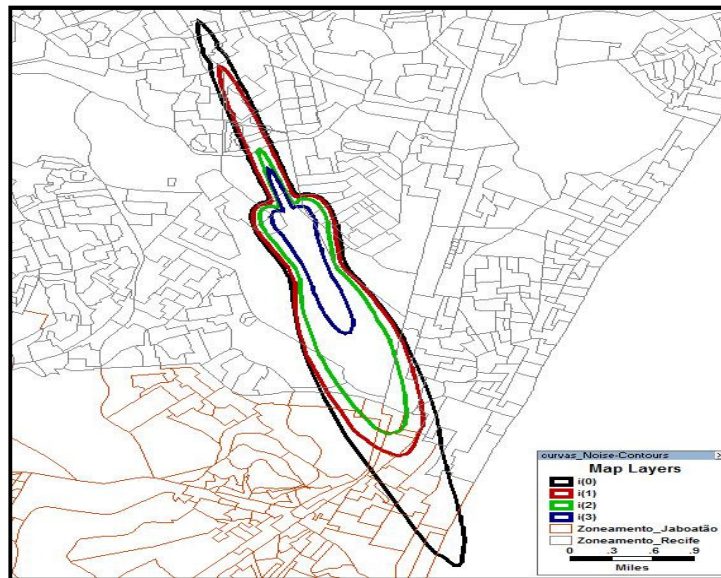 curvas_Noise-Contours
Map Layers
i(0)
i(1)
i(2)
i(3)
Zoneamento_Jaboatão
Zoneamento_Recife
0 .3 .6 .9
Miles